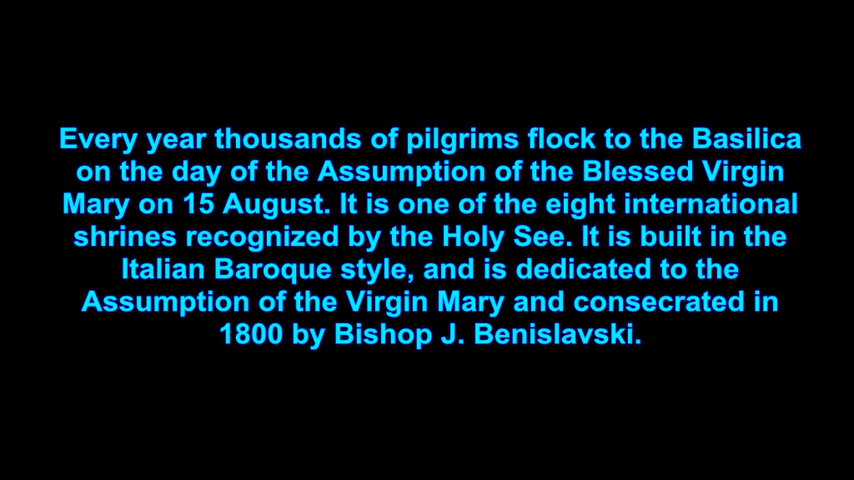 Every year thousands of pilgrims flock to the Basilica
on the day of the Assumption of the Blessed Virgin
Mary on 15 August. It is one of the eight international
shrines recognized by the Holy See. It is built in the
Italian Baroque style, and is dedicated to the
Assumption of the Virgin Mary and consecrated in
1800 by Bishop J. Benislavski.